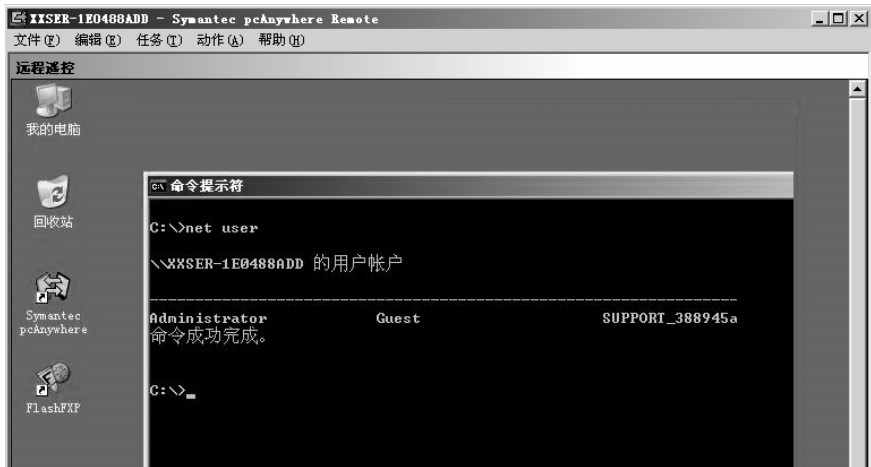 XXSER-1E0488ADD - Symantec pcAnywhere Remote
文件(F) 编辑(E) 任务(T) 动作(A) 帮助(H)
远程遥控
我的电脑
回收站
Symantec
pcAnywhere
FlashFXP
命令提示符
C:\>net user
\\XXSER-1E0488ADD 的用户帐户
-------------------------------------------------------------------------------
Administrator Guest SUPPORT_388945a
命令成功完成。
C:\>_